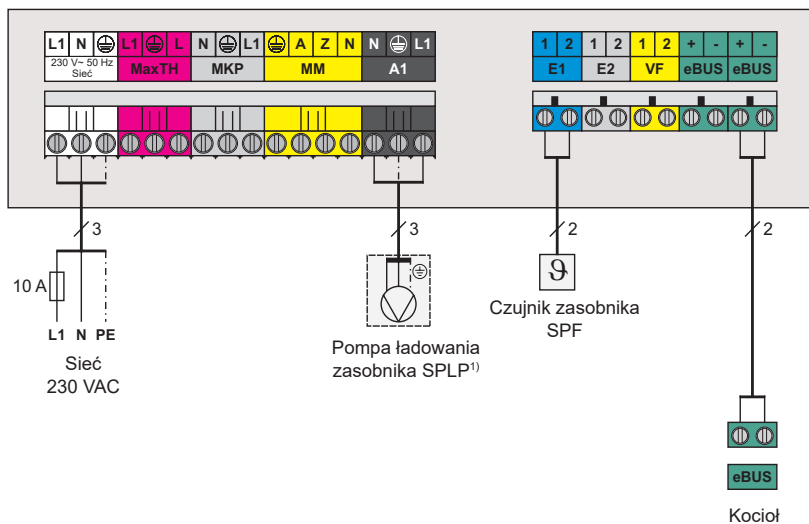 L1 N L1 L N L1 A Z N N L1 1 2 1 2 1 2 + - + -
230 V~ 50 Hz
Sieć
MaxTH MKP MM A1 E1 E2 VF eBUS eBUS
3 3 2 2
10 A
L1 N PE
Sieć
230 VAC
Pompa ładowania
zasobnika SPLP1)
ϑ
Czujnik zasobnika
SPF
eBUS
Kocioł